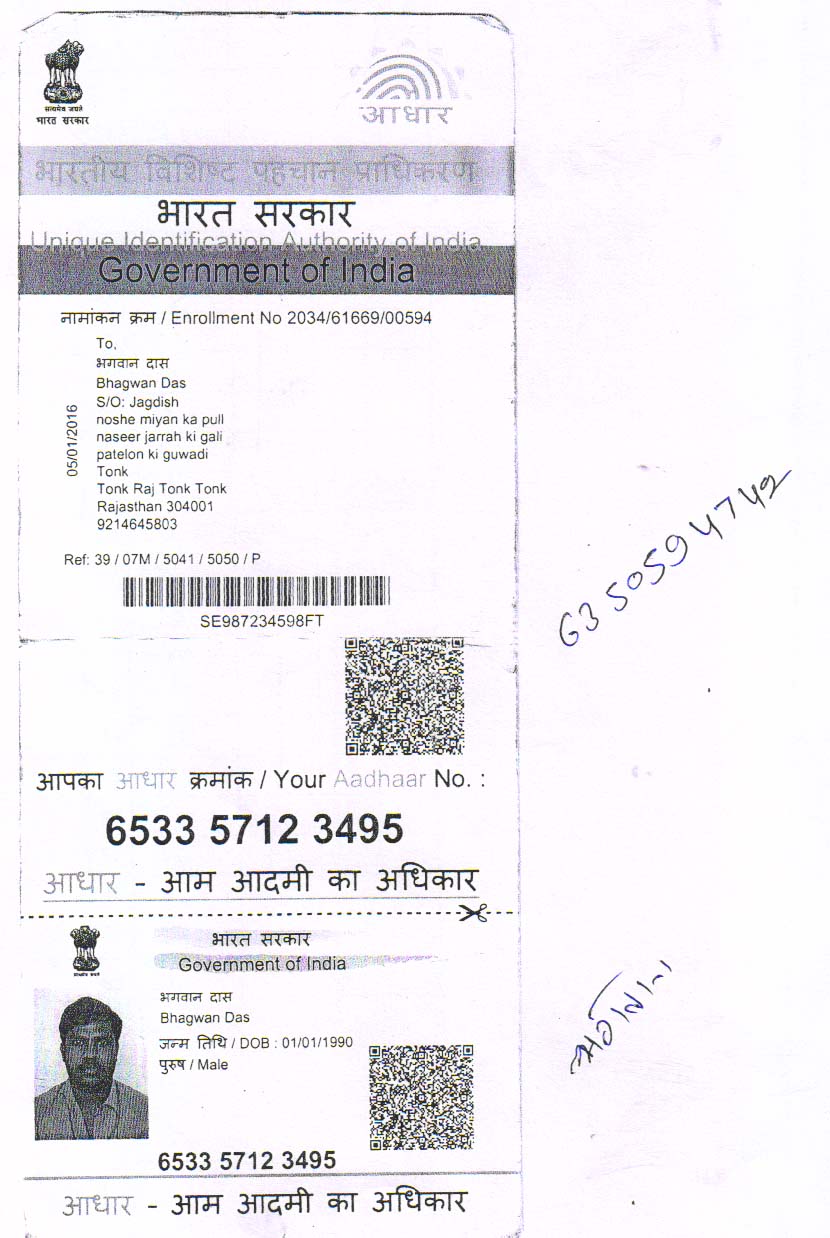 सत्यमेव जयते
भारत सरकार
आधार
भारतीय विशिष्ट पहचान प्राधिकरण
भारत सरकार
Unique Identification Authority of India
Government of India
नामांकन क्रम / Enrollment No 2034/61669/00594
To,
भगवान दास
Bhagwan Das
S/O: Jagdish
noshe miyan ka pull
naseer jarrah ki gali
patelon ki guwadi
Tonk
Tonk Raj Tonk Tonk
Rajasthan 304001
9214645803
05/01/2016
Ref: 39 / 07M / 5041 / 5050 / P
SE987234598FT
6350594742
आपका आधार क्रमांक / Your Aadhaar No. :
6533 5712 3495
आधार - आम आदमी का अधिकार
भारत सरकार
Government of India
भगवान दास
Bhagwan Das
जन्म तिथि / DOB : 01/01/1990
पुरुष / Male
6533 5712 3495
आधार - आम आदमी का अधिकार